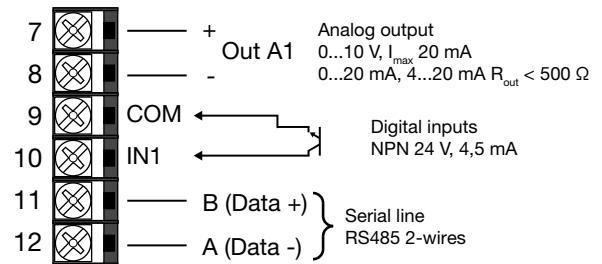 7 + Out A1 Analog output
0...10 V, Imax 20 mA
8 - 0...20 mA, 4...20 mA Rout < 500 Ω
9 COM
Digital inputs
10 IN1 NPN 24 V, 4,5 mA
11 B (Data +)
Serial line
RS485 2-wires
12 A (Data -)